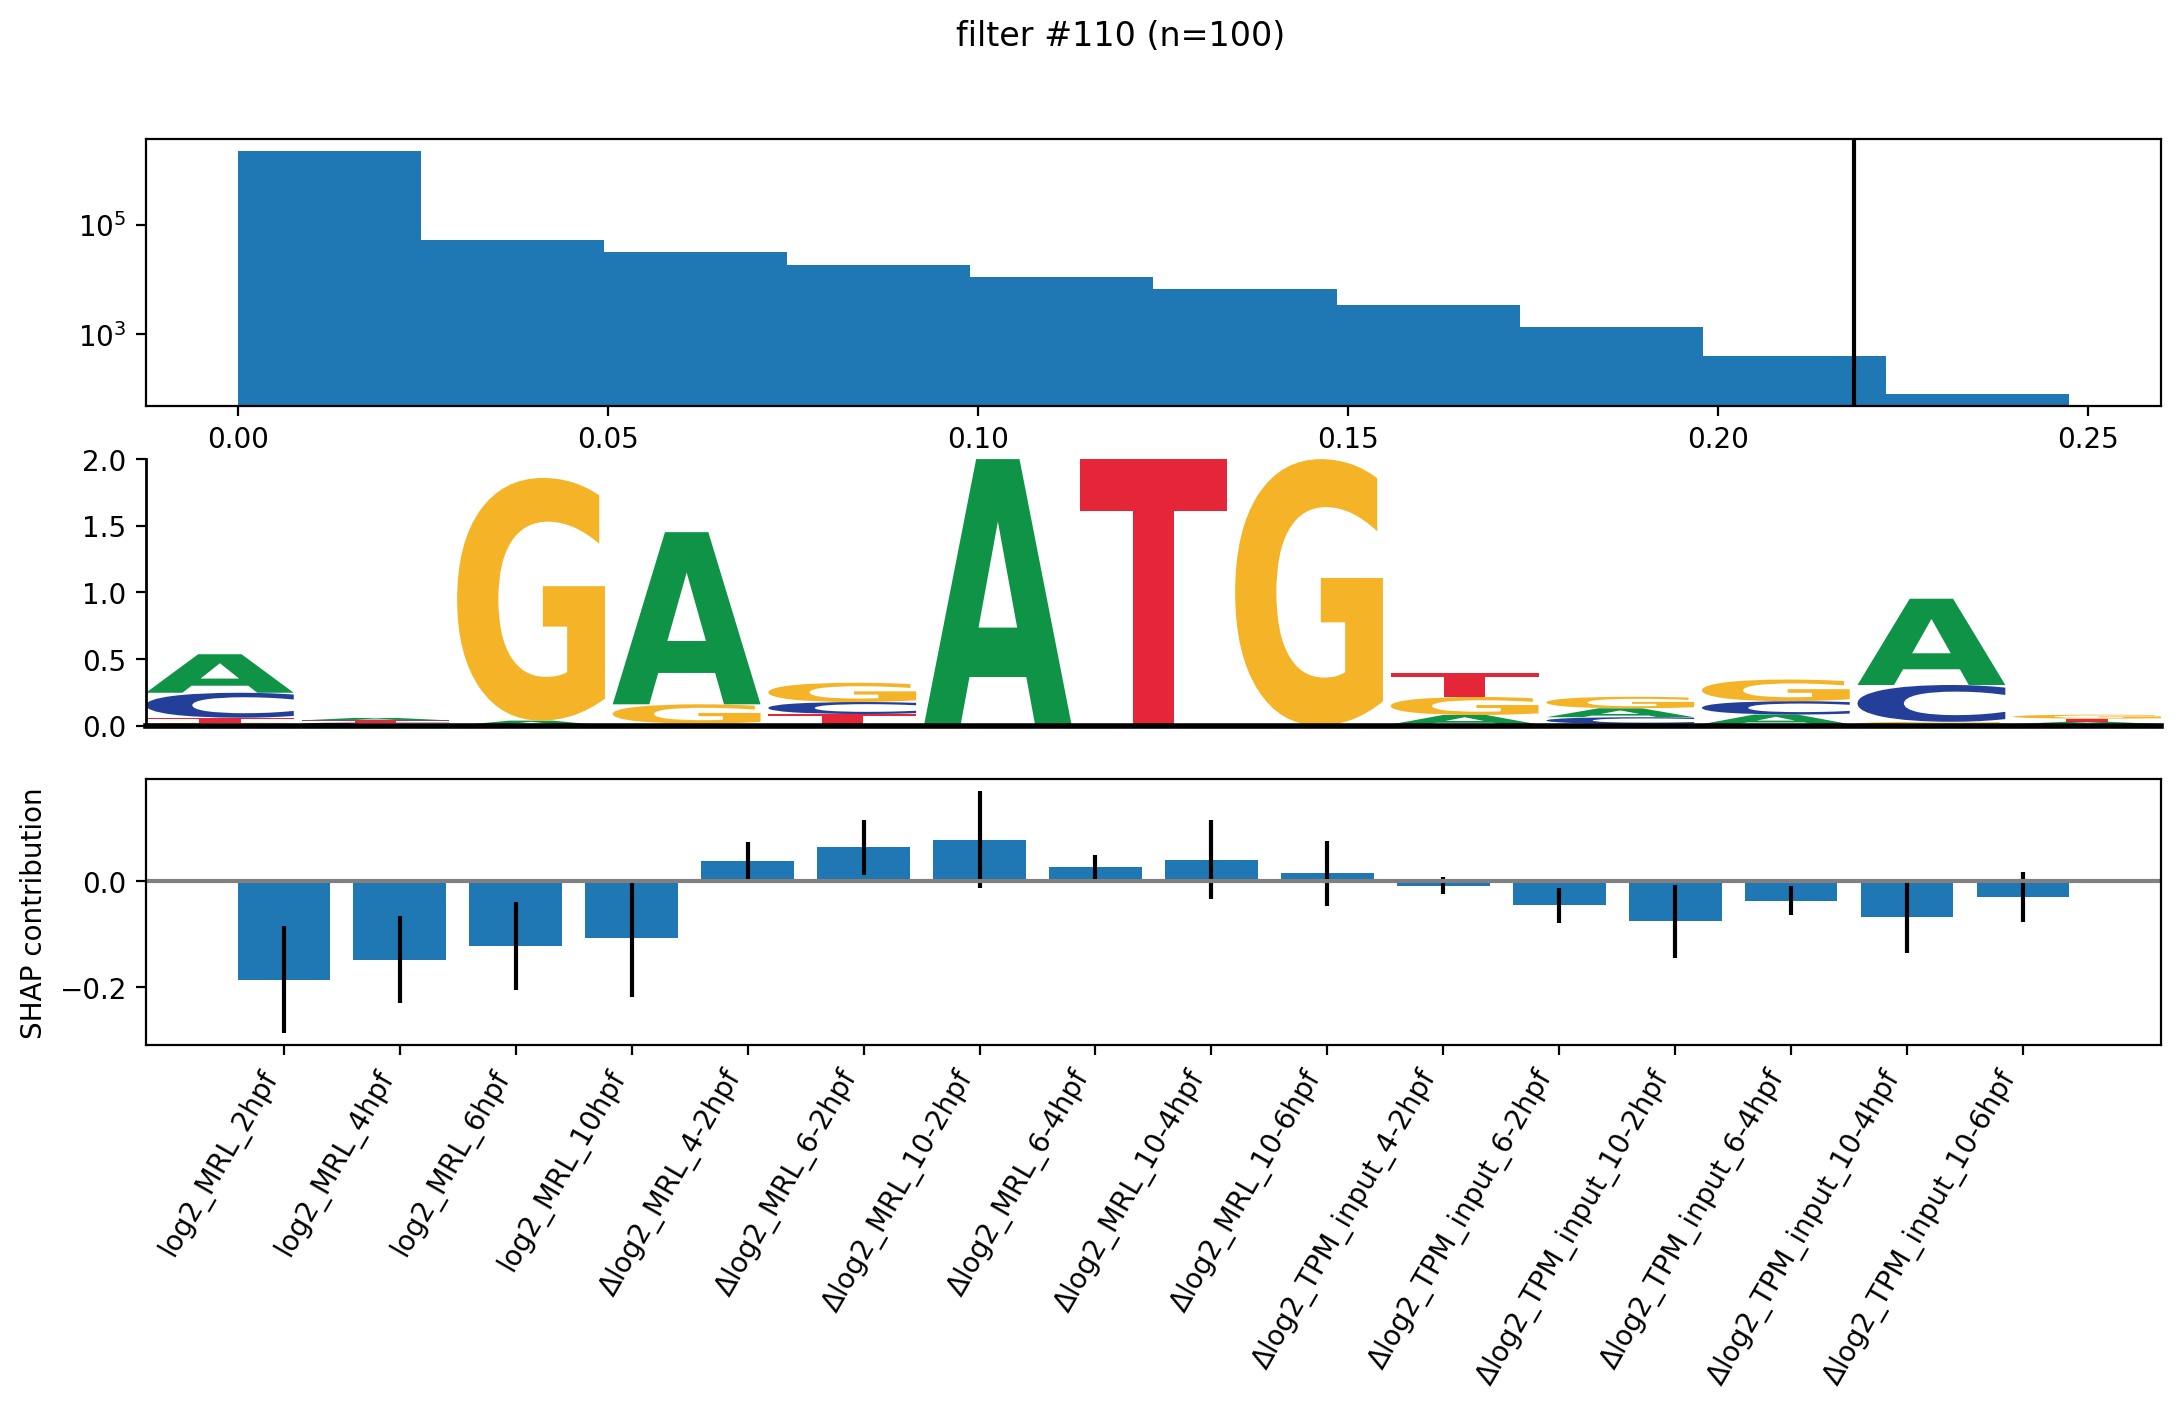 filter #110 (n=100)
10^5
10^3
0.00 0.05 0.10 0.15 0.20 0.25
2.0
1.5
1.0
0.5
0.0
SHAP contribution
0.0
−0.2
log2_MRL_2hpf
log2_MRL_4hpf
log2_MRL_6hpf
log2_MRL_10hpf
Δlog2_MRL_4-2hpf
Δlog2_MRL_6-2hpf
Δlog2_MRL_10-2hpf
Δlog2_MRL_6-4hpf
Δlog2_MRL_10-4hpf
Δlog2_MRL_10-6hpf
Δlog2_TPM_input_4-2hpf
Δlog2_TPM_input_6-2hpf
Δlog2_TPM_input_10-2hpf
Δlog2_TPM_input_6-4hpf
Δlog2_TPM_input_10-4hpf
Δlog2_TPM_input_10-6hpf